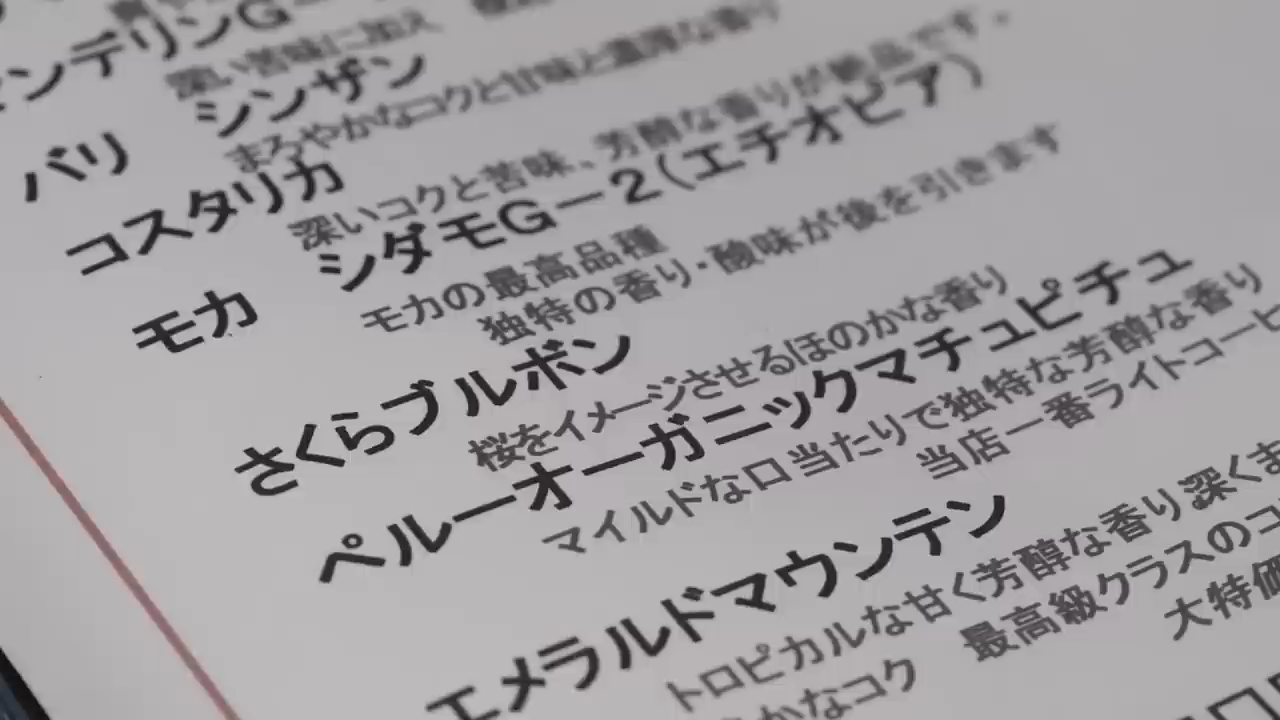 ンデリンG－
深い苦味に加え
バリ　シンザン
まろやかなコクと甘味と濃厚な香り
コスタリカ
深いコクと苦味、芳醇な香りが絶品です。
モカ　シダモG－2(エチオピア)
モカの最高品種
独特の香り・酸味が後を引きます
さくらブルボン
桜をイメージさせるほのかな香り
ペルーオーガニックマチュピチュ
マイルドな口当たりで独特な芳醇な香り
当店一番ライトコーヒ
エメラルドマウンテン
トロピカルな甘く芳醇な香り,深くま
かなコク　最高級クラスのコ
大特価